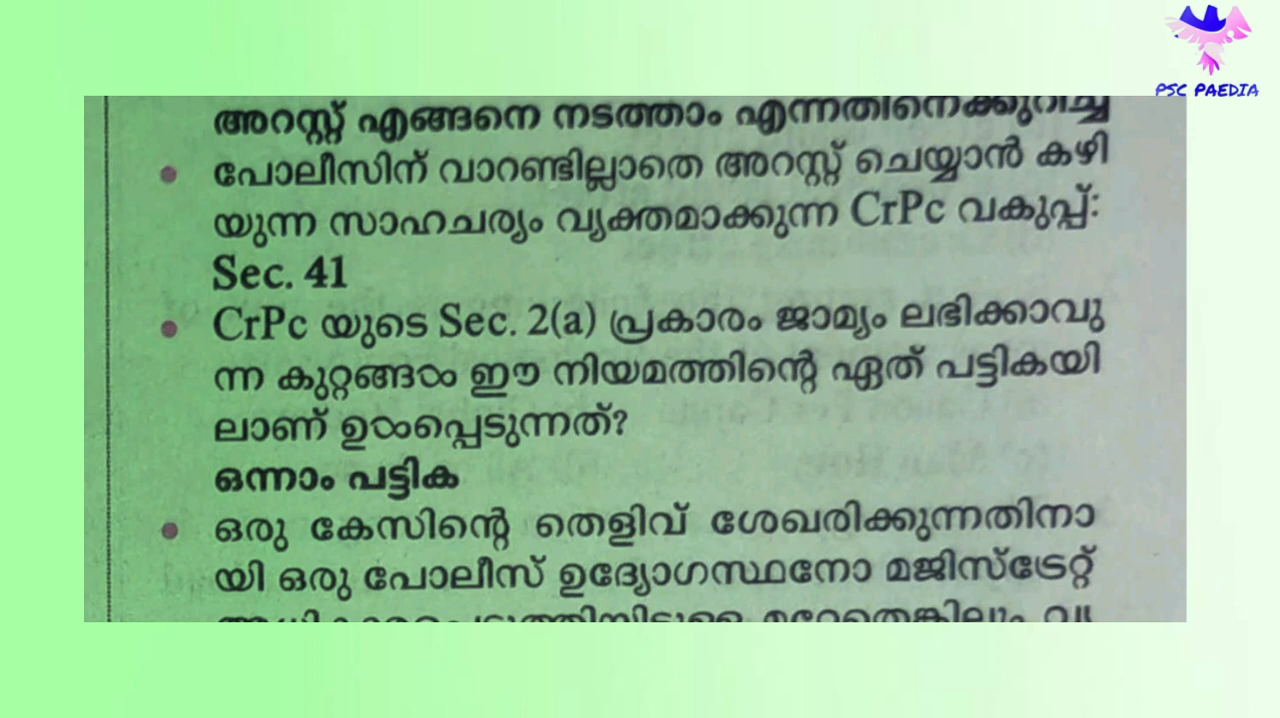 PSC PAEDIA
അറസ്റ്റ് എങ്ങനെ നടത്താം എന്നതിനെക്കുറിച്ച്
• പോലീസിന് വാറണ്ടില്ലാതെ അറസ്റ്റ് ചെയ്യാൻ കഴി
യുന്ന സാഹചര്യം വ്യക്തമാക്കുന്ന CrPc വകുപ്പ്:
Sec. 41
• CrPc യുടെ Sec. 2(a) പ്രകാരം ജാമ്യം ലഭിക്കാവു
ന്ന കുറ്റങ്ങൾ ഈ നിയമത്തിന്റെ ഏത് പട്ടികയി
ലാണ് ഉൾപ്പെടുന്നത്?
ഒന്നാം പട്ടിക
• ഒരു കേസിന്റെ തെളിവ് ശേഖരിക്കുന്നതിനാ
യി ഒരു പോലീസ് ഉദ്യോഗസ്ഥനോ മജിസ്ട്രേറ്റ്